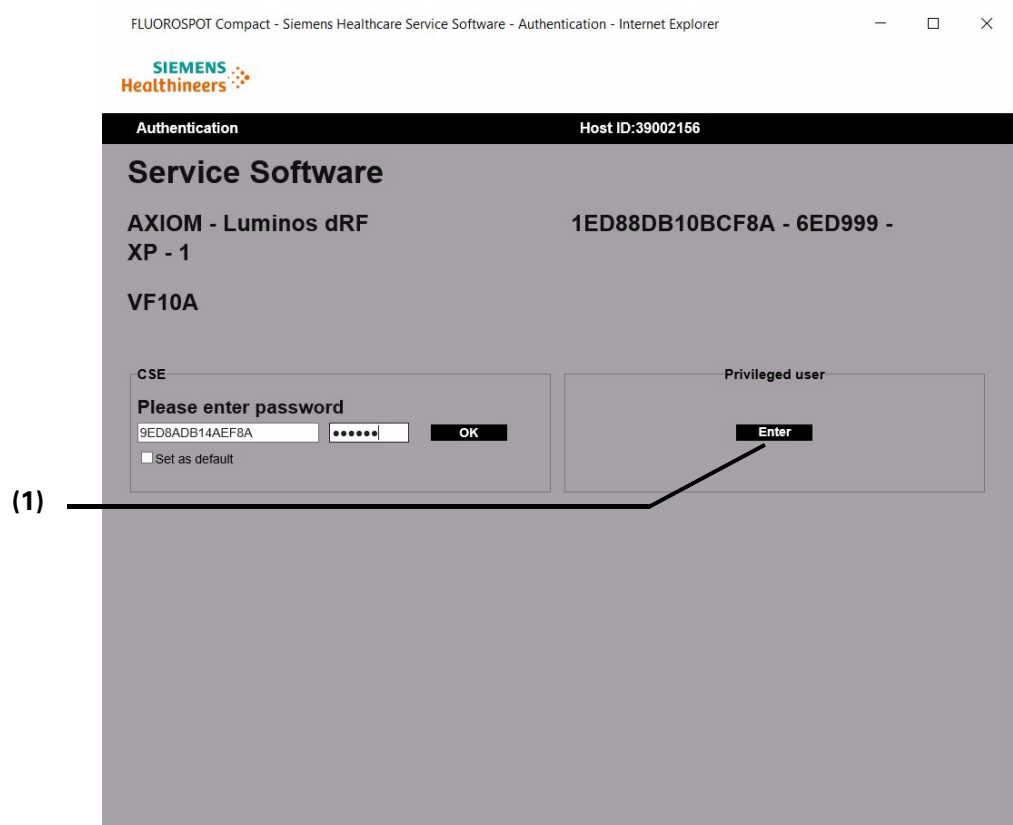 FLUOROSPOT Compact - Siemens Healthcare Service Software - Authentication - Internet Explorer
SIEMENS
Healthineers
Authentication Host ID:39002156
Service Software
AXIOM - Luminos dRF 1ED88DB10BCF8A - 6ED999 -
XP - 1
VF10A
CSE Privileged user
Please enter password
9ED8ADB14AEF8A ●●●●●● OK Enter
Set as default
(1)